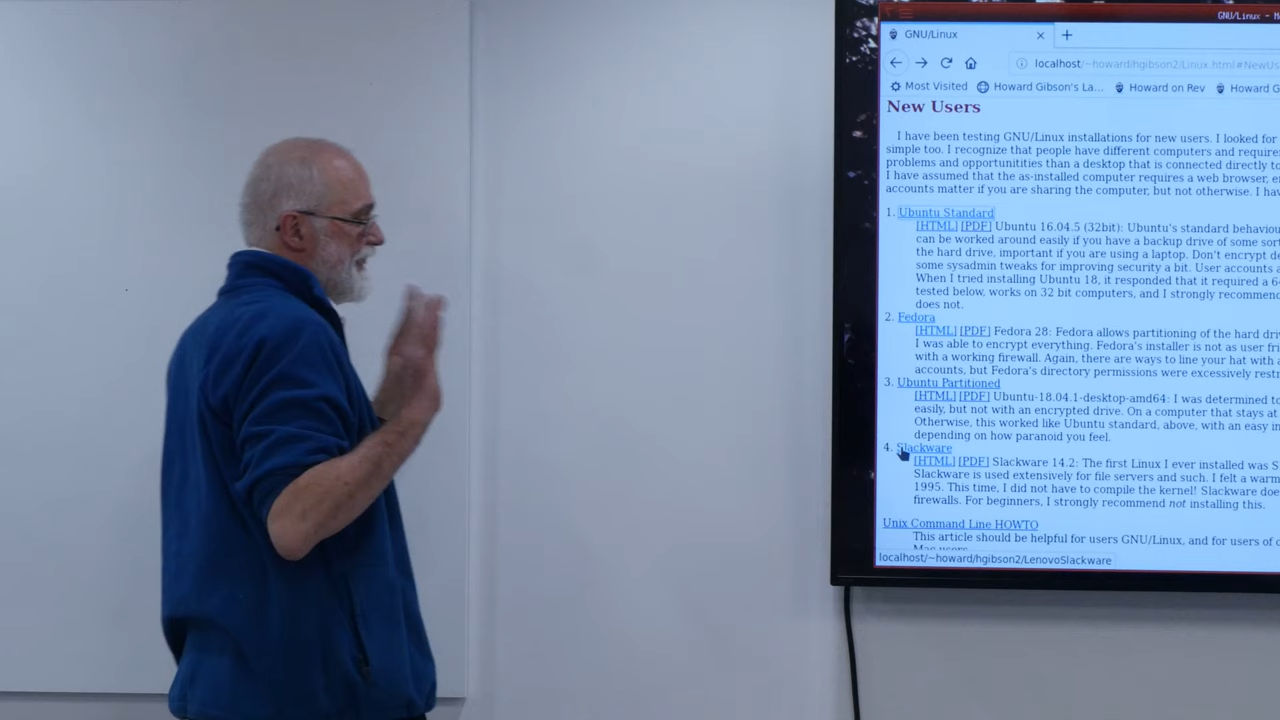 GNU/Linux - M
GNU/Linux
localhost/~howard/hgibson2/Linux.html#NewUs
Most Visited Howard Gibson's La... Howard on Rev Howard G
New Users
I have been testing GNU/Linux installations for new users. I looked for
simple too. I recognize that people have different computers and require
problems and opportunitities than a desktop that is connected directly to
I have assumed that the as-installed computer requires a web browser, e
accounts matter if you are sharing the computer, but not otherwise. I hav
1. Ubuntu Standard
[HTML] [PDF] Ubuntu 16.04.5 (32bit): Ubuntu's standard behaviou
can be worked around easily if you have a backup drive of some sort
the hard drive, important if you are using a laptop. Don't encrypt de
some sysadmin tweaks for improving security a bit. User accounts a
When I tried installing Ubuntu 18, it responded that it required a 6
tested below, works on 32 bit computers, and I strongly recommend
does not.
2. Fedora
[HTML] [PDF] Fedora 28: Fedora allows partitioning of the hard driv
I was able to encrypt everything. Fedora's installer is not as user fri
with a working firewall. Again, there are ways to line your hat with a
accounts, but Fedora's directory permissions were excessively restr
3. Ubuntu Partitioned
[HTML] [PDF] Ubuntu-18.04.1-desktop-amd64: I was determined to
easily, but not with an encrypted drive. On a computer that stays at
Otherwise, this worked like Ubuntu standard, above, with an easy in
depending on how paranoid you feel.
4. Slackware
[HTML] [PDF] Slackware 14.2: The first Linux I ever installed was S
Slackware is used extensively for file servers and such. I felt a warm
1995. This time, I did not have to compile the kernel! Slackware doe
firewalls. For beginners, I strongly recommend not installing this.
Unix Command Line HOWTO
This article should be helpful for users GNU/Linux, and for users of o
Mac users
localhost/~howard/hgibson2/LenovoSlackware